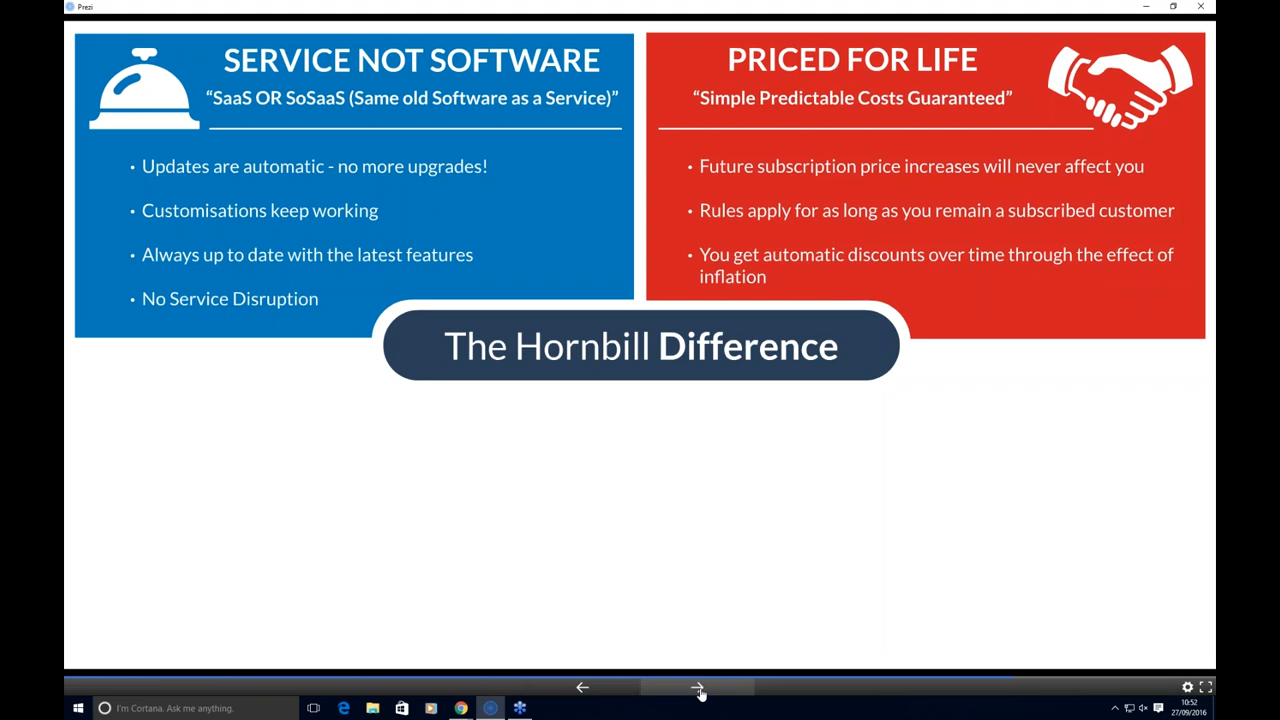 Prezi
SERVICE NOT SOFTWARE
“SaaS OR SoSaaS (Same old Software as a Service)”
• Updates are automatic - no more upgrades!
• Customisations keep working
• Always up to date with the latest features
• No Service Disruption
PRICED FOR LIFE
“Simple Predictable Costs Guaranteed”
• Future subscription price increases will never affect you
• Rules apply for as long as you remain a subscribed customer
• You get automatic discounts over time through the effect of
inflation
The Hornbill Difference
I'm Cortana. Ask me anything.
10:52
27/09/2016